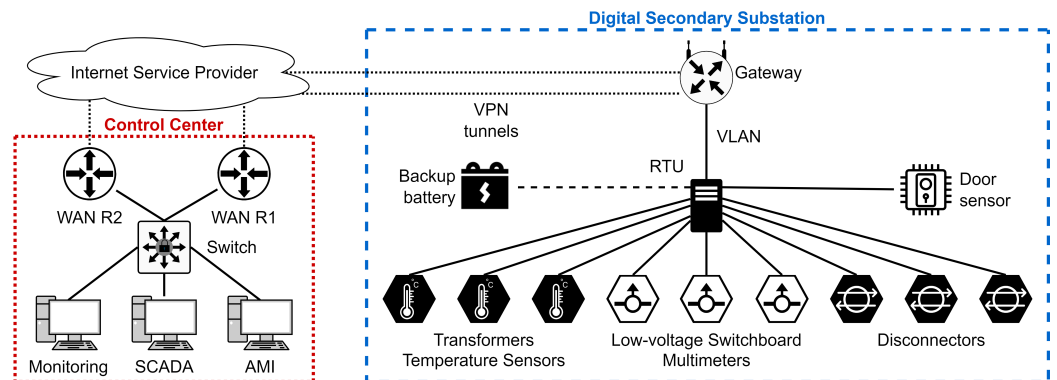 Digital Secondary Substation
Internet Service Provider
Gateway
VPN
tunnels
Control Center
VLAN
RTU
Backup
battery
Door
sensor
WAN R2
WAN R1
Switch
°C
°C
°C
Transformers
Temperature Sensors
Low-voltage Switchboard
Multimeters
Disconnectors
Monitoring
SCADA
AMI